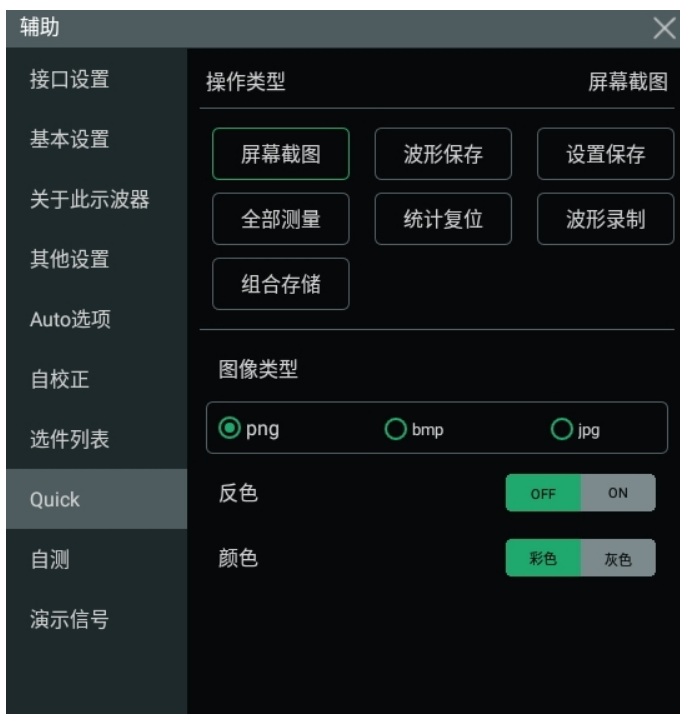 辅助
接口设置
基本设置
关于此示波器
其他设置
Auto选项
自校正
选件列表
Quick
自测
演示信号
操作类型 屏幕截图
屏幕截图 波形保存 设置保存
全部测量 统计复位 波形录制
组合存储
图像类型
png bmp jpg
反色 OFF ON
颜色 彩色 灰色